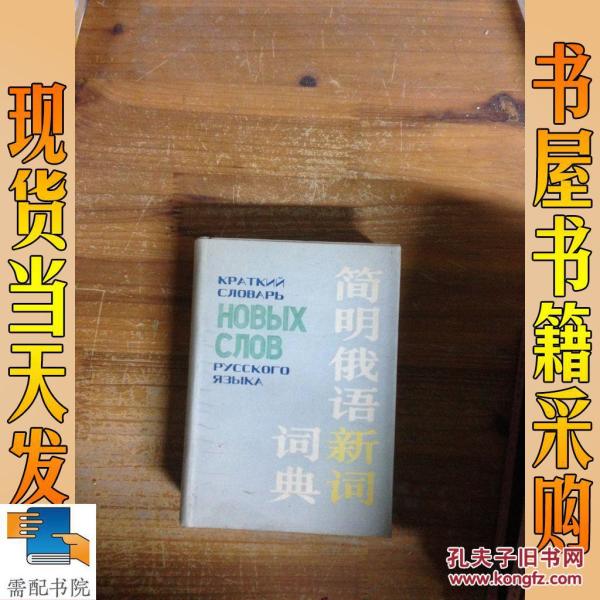 现货当天发
书屋书籍采购
КРАТКИЙ
СЛОВАРЬ
НОВЫХ
СЛОВ
РУССКОГО
ЯЗЫКА
简明俄语新词
词典
需配书院
孔夫子旧书网
www.kongfz.com